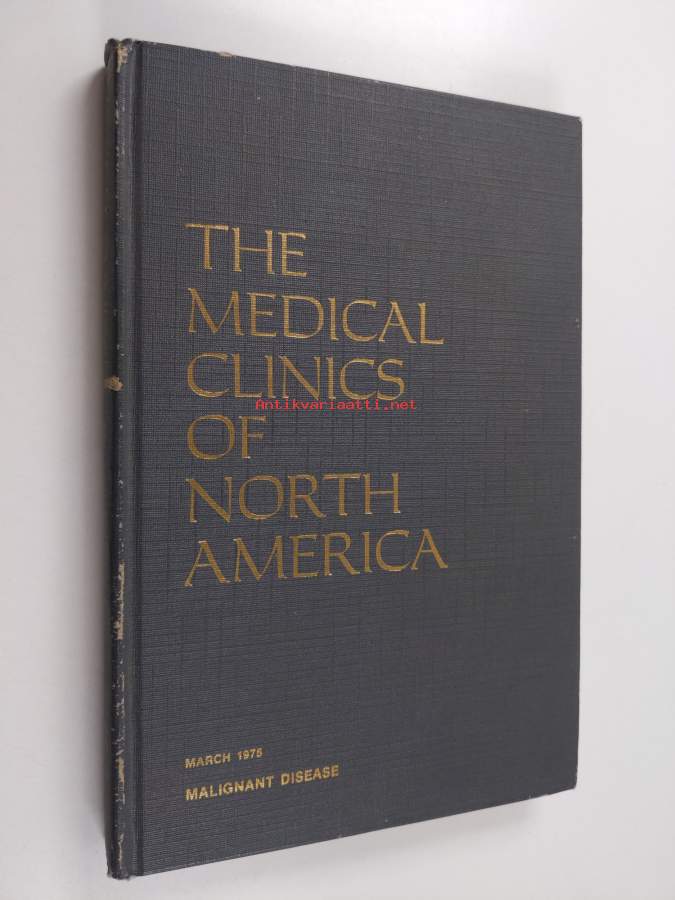 THE
MEDICAL
CLINICS
Antikvariaatti.net
OF
NORTH
AMERICA
MARCH 1975
MALIGNANT DISEASE